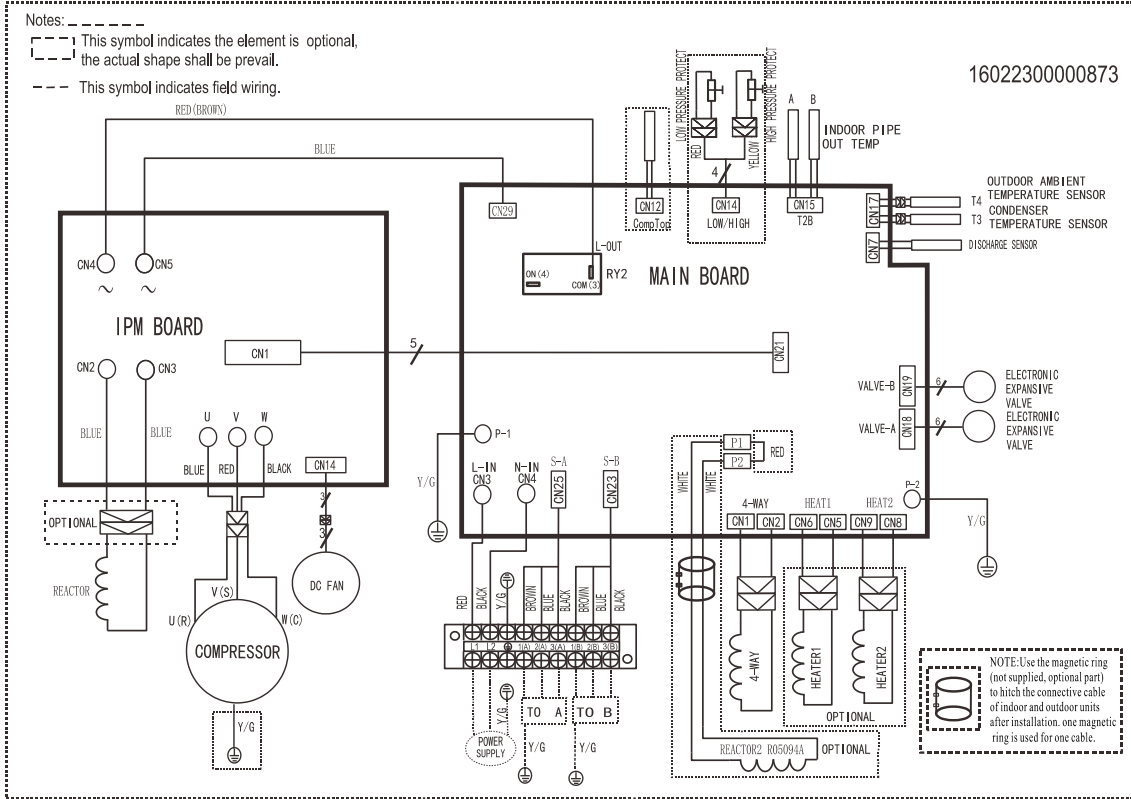 Notes:
This symbol indicates the element is optional,
the actual shape shall be prevail.
This symbol indicates field wiring.
16022300000873
RED(BROWN)
BLUE
LOW PRESSURE PROTECT
HIGH PRESSURE PROTECT
RED
YELLOW
4
A B
INDOOR PIPE
OUT TEMP
CN12
CompTop
CN14
LOW/HIGH
CN15
T2B
CN17
T4
OUTDOOR AMBIENT
TEMPERATURE SENSOR
T3
CONDENSER
TEMPERATURE SENSOR
CN7
DISCHARGE SENSOR
CN29
L-OUT
ON(4)
COM(3)
RY2
MAIN BOARD
CN4
CN5
IPM BOARD
CN1
5
CN21
CN2
CN3
BLUE
BLUE
U V W
BLUE
RED
BLACK
CN14
3
3
DC FAN
OPTIONAL
REACTOR
V(S)
U(R)
W(C)
COMPRESSOR
Y/G
VALVE-B
CN19
6
ELECTRONIC
EXPANSIVE
VALVE
VALVE-A
CN18
6
ELECTRONIC
EXPANSIVE
VALVE
P-1
Y/G
L-IN
CN3
N-IN
CN4
S-A
CN25
S-B
CN23
P1
P2
RED
WHITE
WHITE
P-2
Y/G
4-WAY
HEAT1
HEAT2
CN1
CN2
CN6
CN5
CN9
CN8
RED
BLACK
Y/G
BROWN
BLUE
BLACK
BROWN
BLUE
BLACK
L1
L2
1(A)
2(A)
3(A)
1(B)
2(B)
3(B)
Y/G
TO A
TO B
POWER
SUPPLY
Y/G
Y/G
4-WAY
HEATER1
HEATER2
OPTIONAL
REACTOR2 R05094A
OPTIONAL
NOTE:Use the magnetic ring
(not supplied, optional part)
to hitch the connective cable
of indoor and outdoor units
after installation. one magnetic
ring is used for one cable.